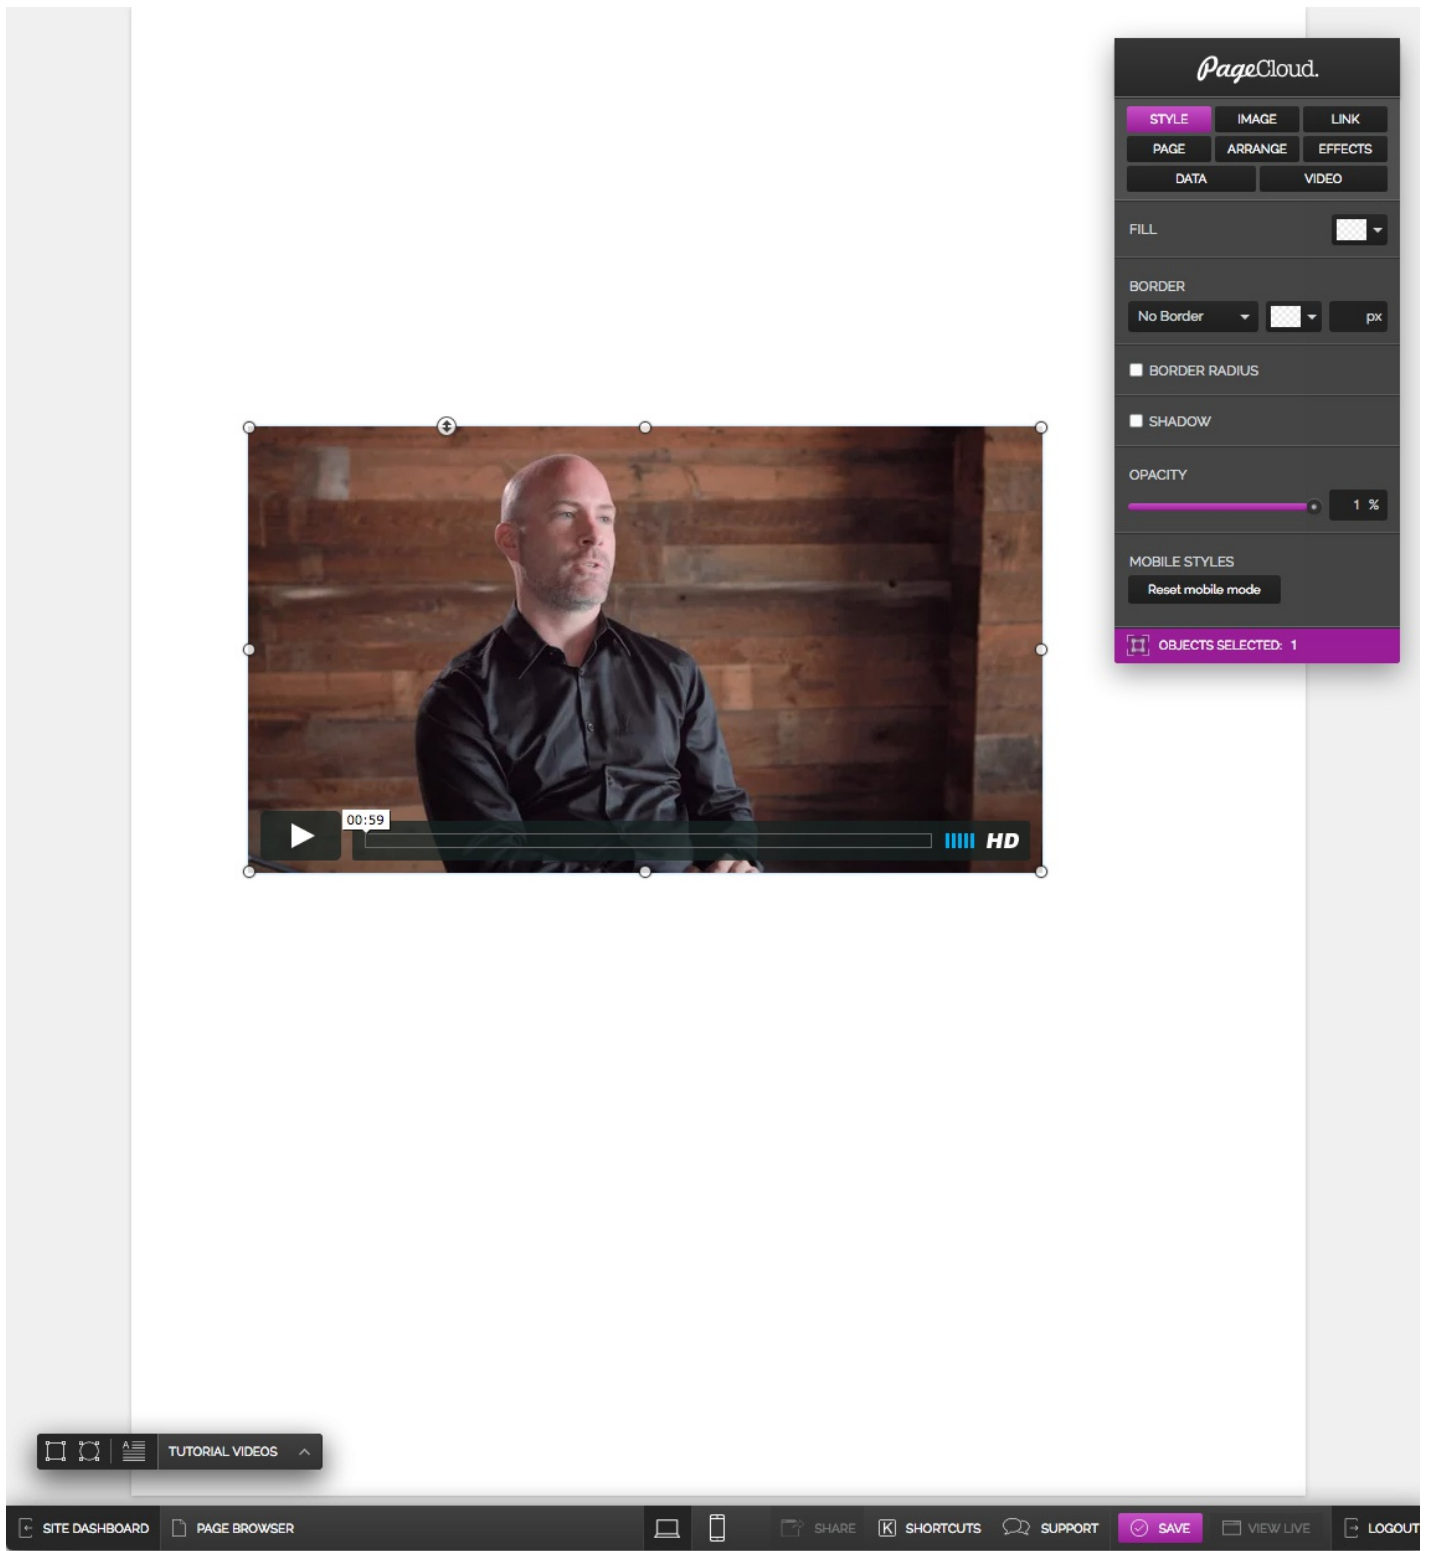 PageCloud.
STYLE IMAGE LINK
PAGE ARRANGE EFFECTS
DATA VIDEO
FILL
BORDER
No Border px
BORDER RADIUS
SHADOW
OPACITY
1 %
MOBILE STYLES
Reset mobile mode
OBJECTS SELECTED: 1
00:59
HD
A
TUTORIAL VIDEOS
SITE DASHBOARD PAGE BROWSER SHARE K SHORTCUTS SUPPORT SAVE VIEW LIVE LOGOUT